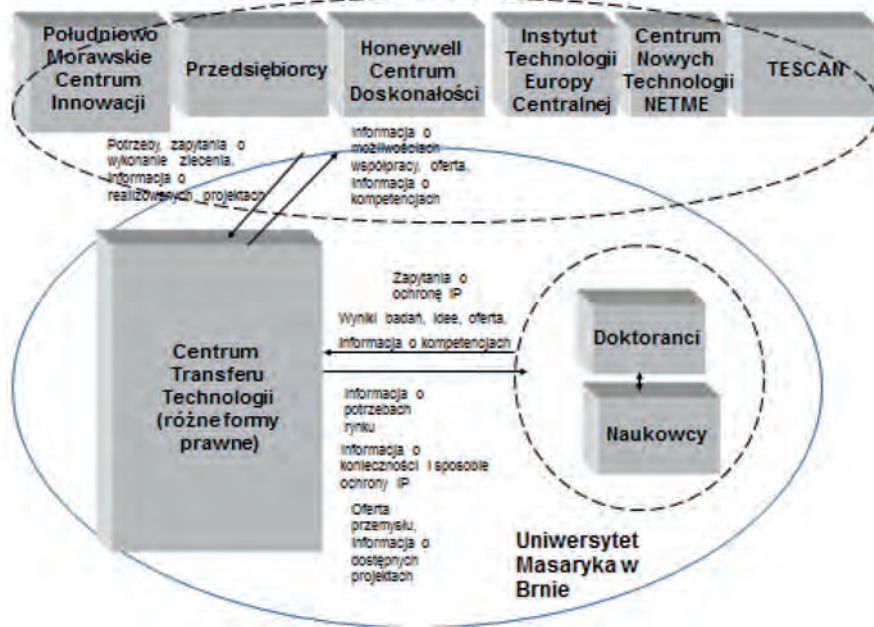 Południowo
Morawskie
Centrum
Innowacji
Przedsiębiorcy
Honeywell
Centrum
Doskonałości
Instytut
Technologii
Europy
Centralnej
Centrum
Nowych
Technologii
NETME
TESCAN
Potrzeby, zapytania o
wykonanie zlecenia,
Informacja o
realizowanych projektach
Informacja o
możliwościach
współpracy, oferta,
Informacja o
kompetencjach
Centrum
Transferu
Technologii
(różne formy
prawne)
Zapytania o
ochronę IP
Wyniki badań, idee, oferta,
Informacja o kompetencjach
Informacja o
potrzebach
rynku
Informacja o
konieczności i sposobie
ochrony IP
Oferta
przemysłu,
Informacja o
dostępnych
projektach
Doktoranci
Naukowcy
Uniwersytet
Masaryka w
Brnie